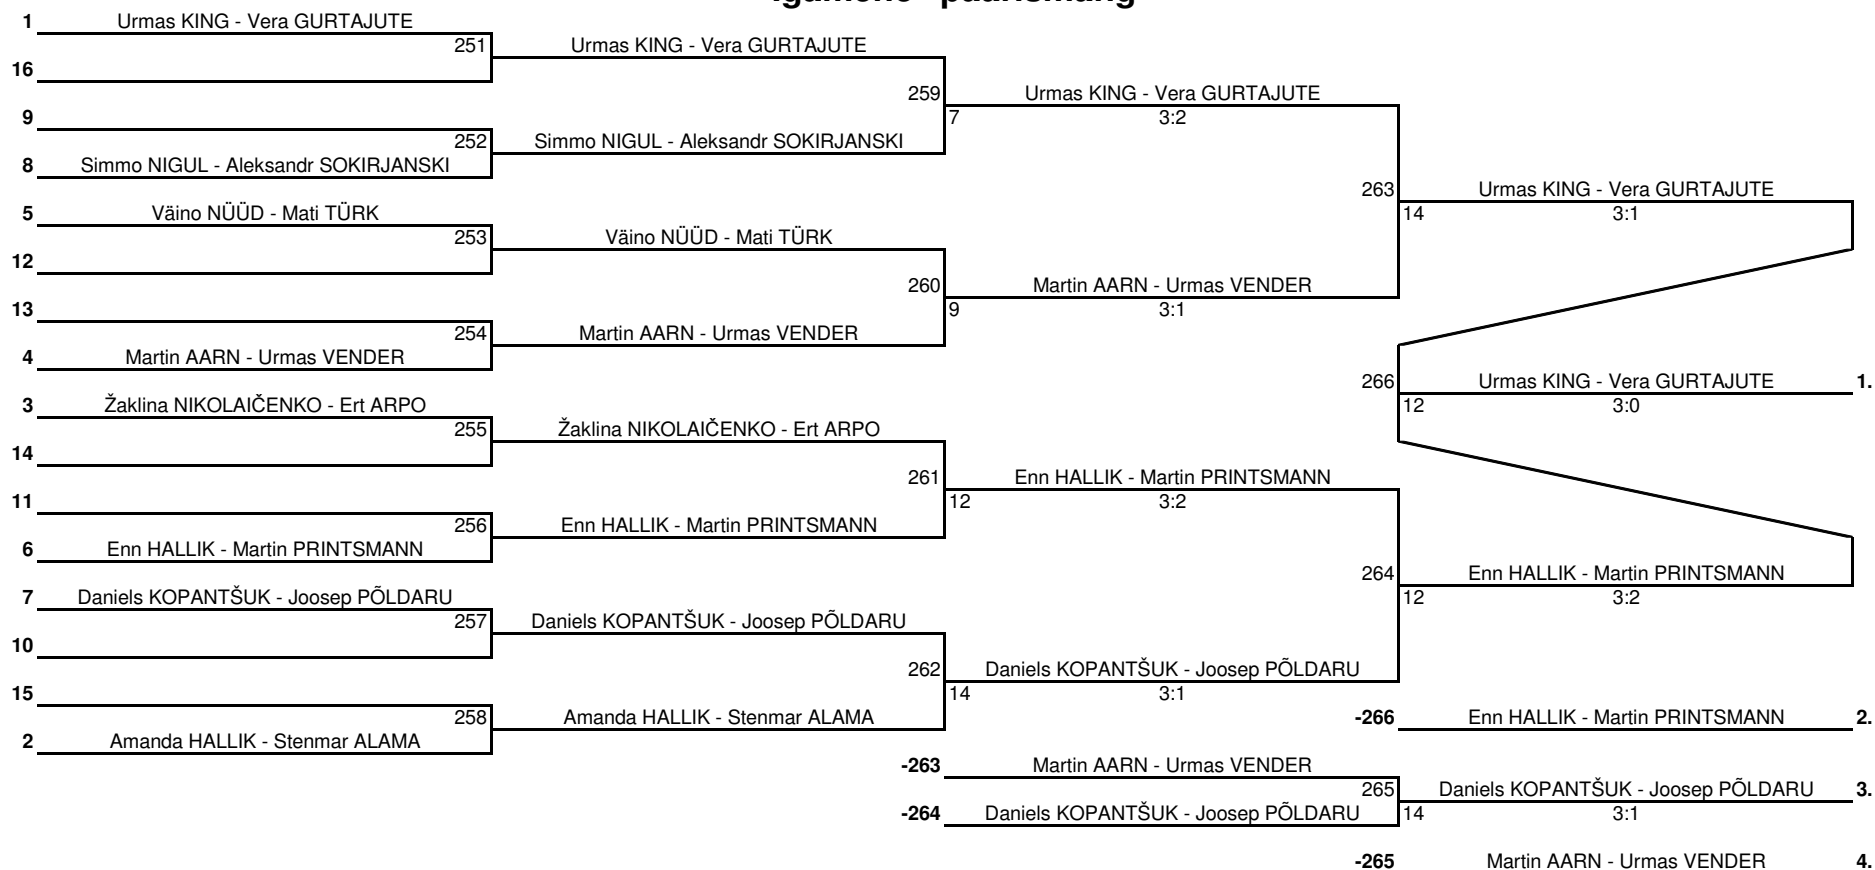 1 Urmas KING - Vera GURTAJUTE
251 Urmas KING - Vera GURTAJUTE
16
259 Urmas KING - Vera GURTAJUTE
9
7 3:2
252 Simmo NIGUL - Aleksandr SOKIRJANSKI
8 Simmo NIGUL - Aleksandr SOKIRJANSKI
263 Urmas KING - Vera GURTAJUTE
5 Väino NÜÜD - Mati TÜRK
14 3:1
253 Väino NÜÜD - Mati TÜRK
12
260 Martin AARN - Urmas VENDER
13
9 3:1
254 Martin AARN - Urmas VENDER
4 Martin AARN - Urmas VENDER
266 Urmas KING - Vera GURTAJUTE 1.
3 Žaklina NIKOLAIČENKO - Ert ARPO
12 3:0
255 Žaklina NIKOLAIČENKO - Ert ARPO
14
261 Enn HALLIK - Martin PRINTSMANN
11
12 3:2
256 Enn HALLIK - Martin PRINTSMANN
6 Enn HALLIK - Martin PRINTSMANN
264 Enn HALLIK - Martin PRINTSMANN
7 Daniels KOPANTŠUK - Joosep PÕLDARU
12 3:2
257 Daniels KOPANTŠUK - Joosep PÕLDARU
10
262 Daniels KOPANTŠUK - Joosep PÕLDARU
15
14 3:1
258 Amanda HALLIK - Stenmar ALAMA
-266 Enn HALLIK - Martin PRINTSMANN 2.
2 Amanda HALLIK - Stenmar ALAMA
-263 Martin AARN - Urmas VENDER
265 Daniels KOPANTŠUK - Joosep PÕLDARU 3.
-264 Daniels KOPANTŠUK - Joosep PÕLDARU
14 3:1
-265 Martin AARN - Urmas VENDER 4.